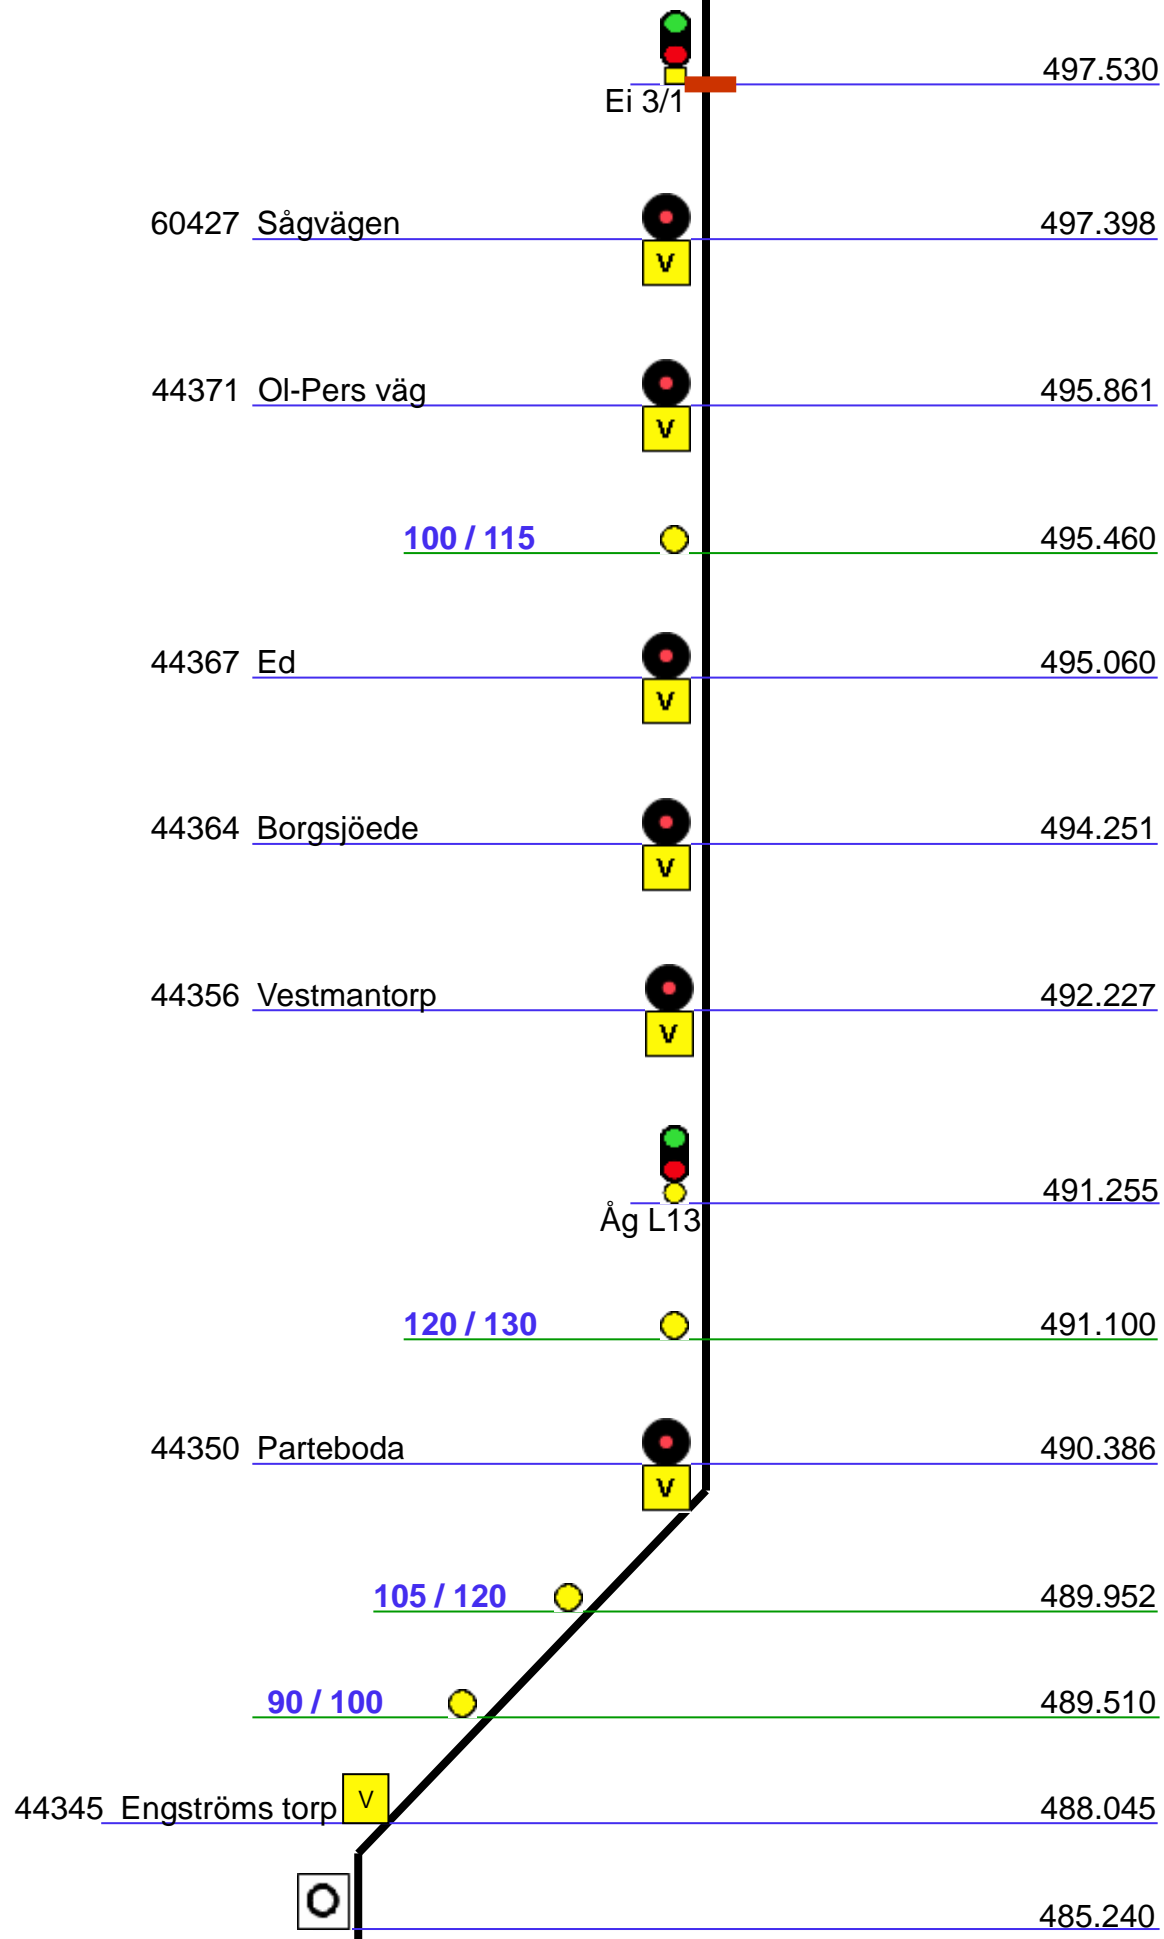 497.530
Ei 3/1
60427 Sågvägen 497.398
V
44371 Ol-Pers väg 495.861
V
100 / 115 495.460
44367 Ed 495.060
V
44364 Borgsjöede 494.251
V
44356 Vestmantorp 492.227
V
491.255
Åg L13
120 / 130 491.100
44350 Parteboda 490.386
V
105 / 120 489.952
90 / 100 489.510
44345 Engströms torp V 488.045
O 485.240